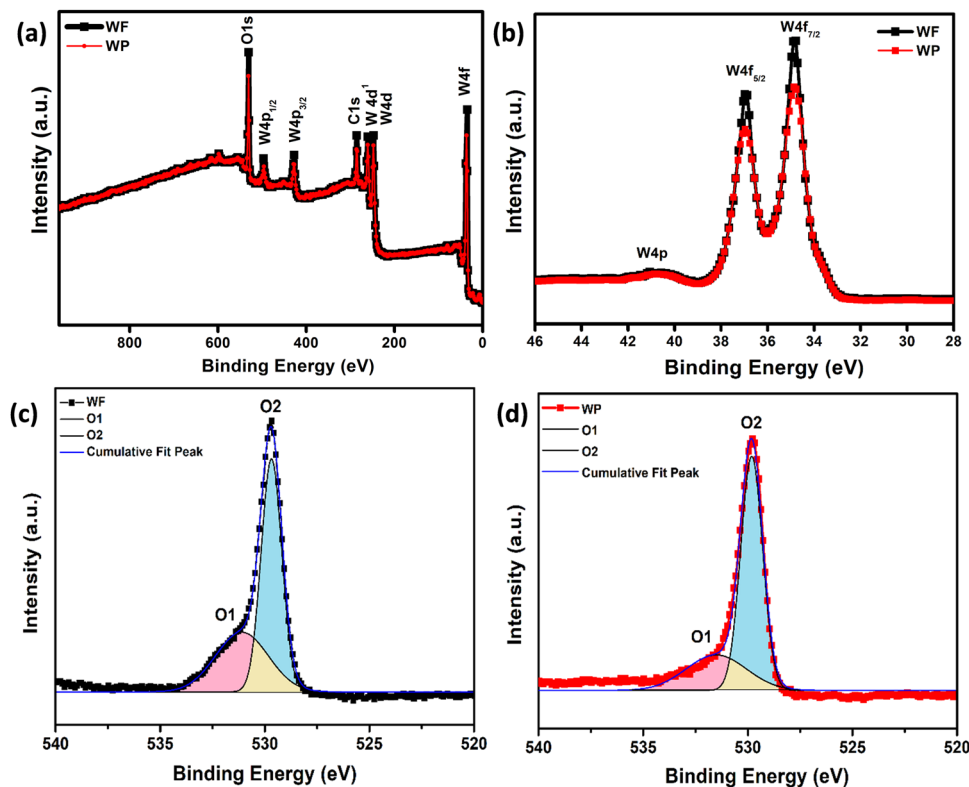 (a)
WF
WP
O1s
W4p1/2
W4p3/2
C1s
W 4d1
W4d
W4f
Intensity (a.u.)
800 600 400 200 0
Binding Energy (eV)
(b)
WF
WP
W4f7/2
W4f5/2
W4p
Intensity (a.u.)
46 44 42 40 38 36 34 32 30 28
Binding Energy (eV)
(c)
WF
O1
O2
Cumulative Fit Peak
O2
O1
Intensity (a.u.)
540 535 530 525 520
Binding Energy (eV)
(d)
WP
O1
O2
Cumulative Fit Peak
O2
O1
Intensity (a.u.)
540 535 530 525 520
Binding Energy (eV)